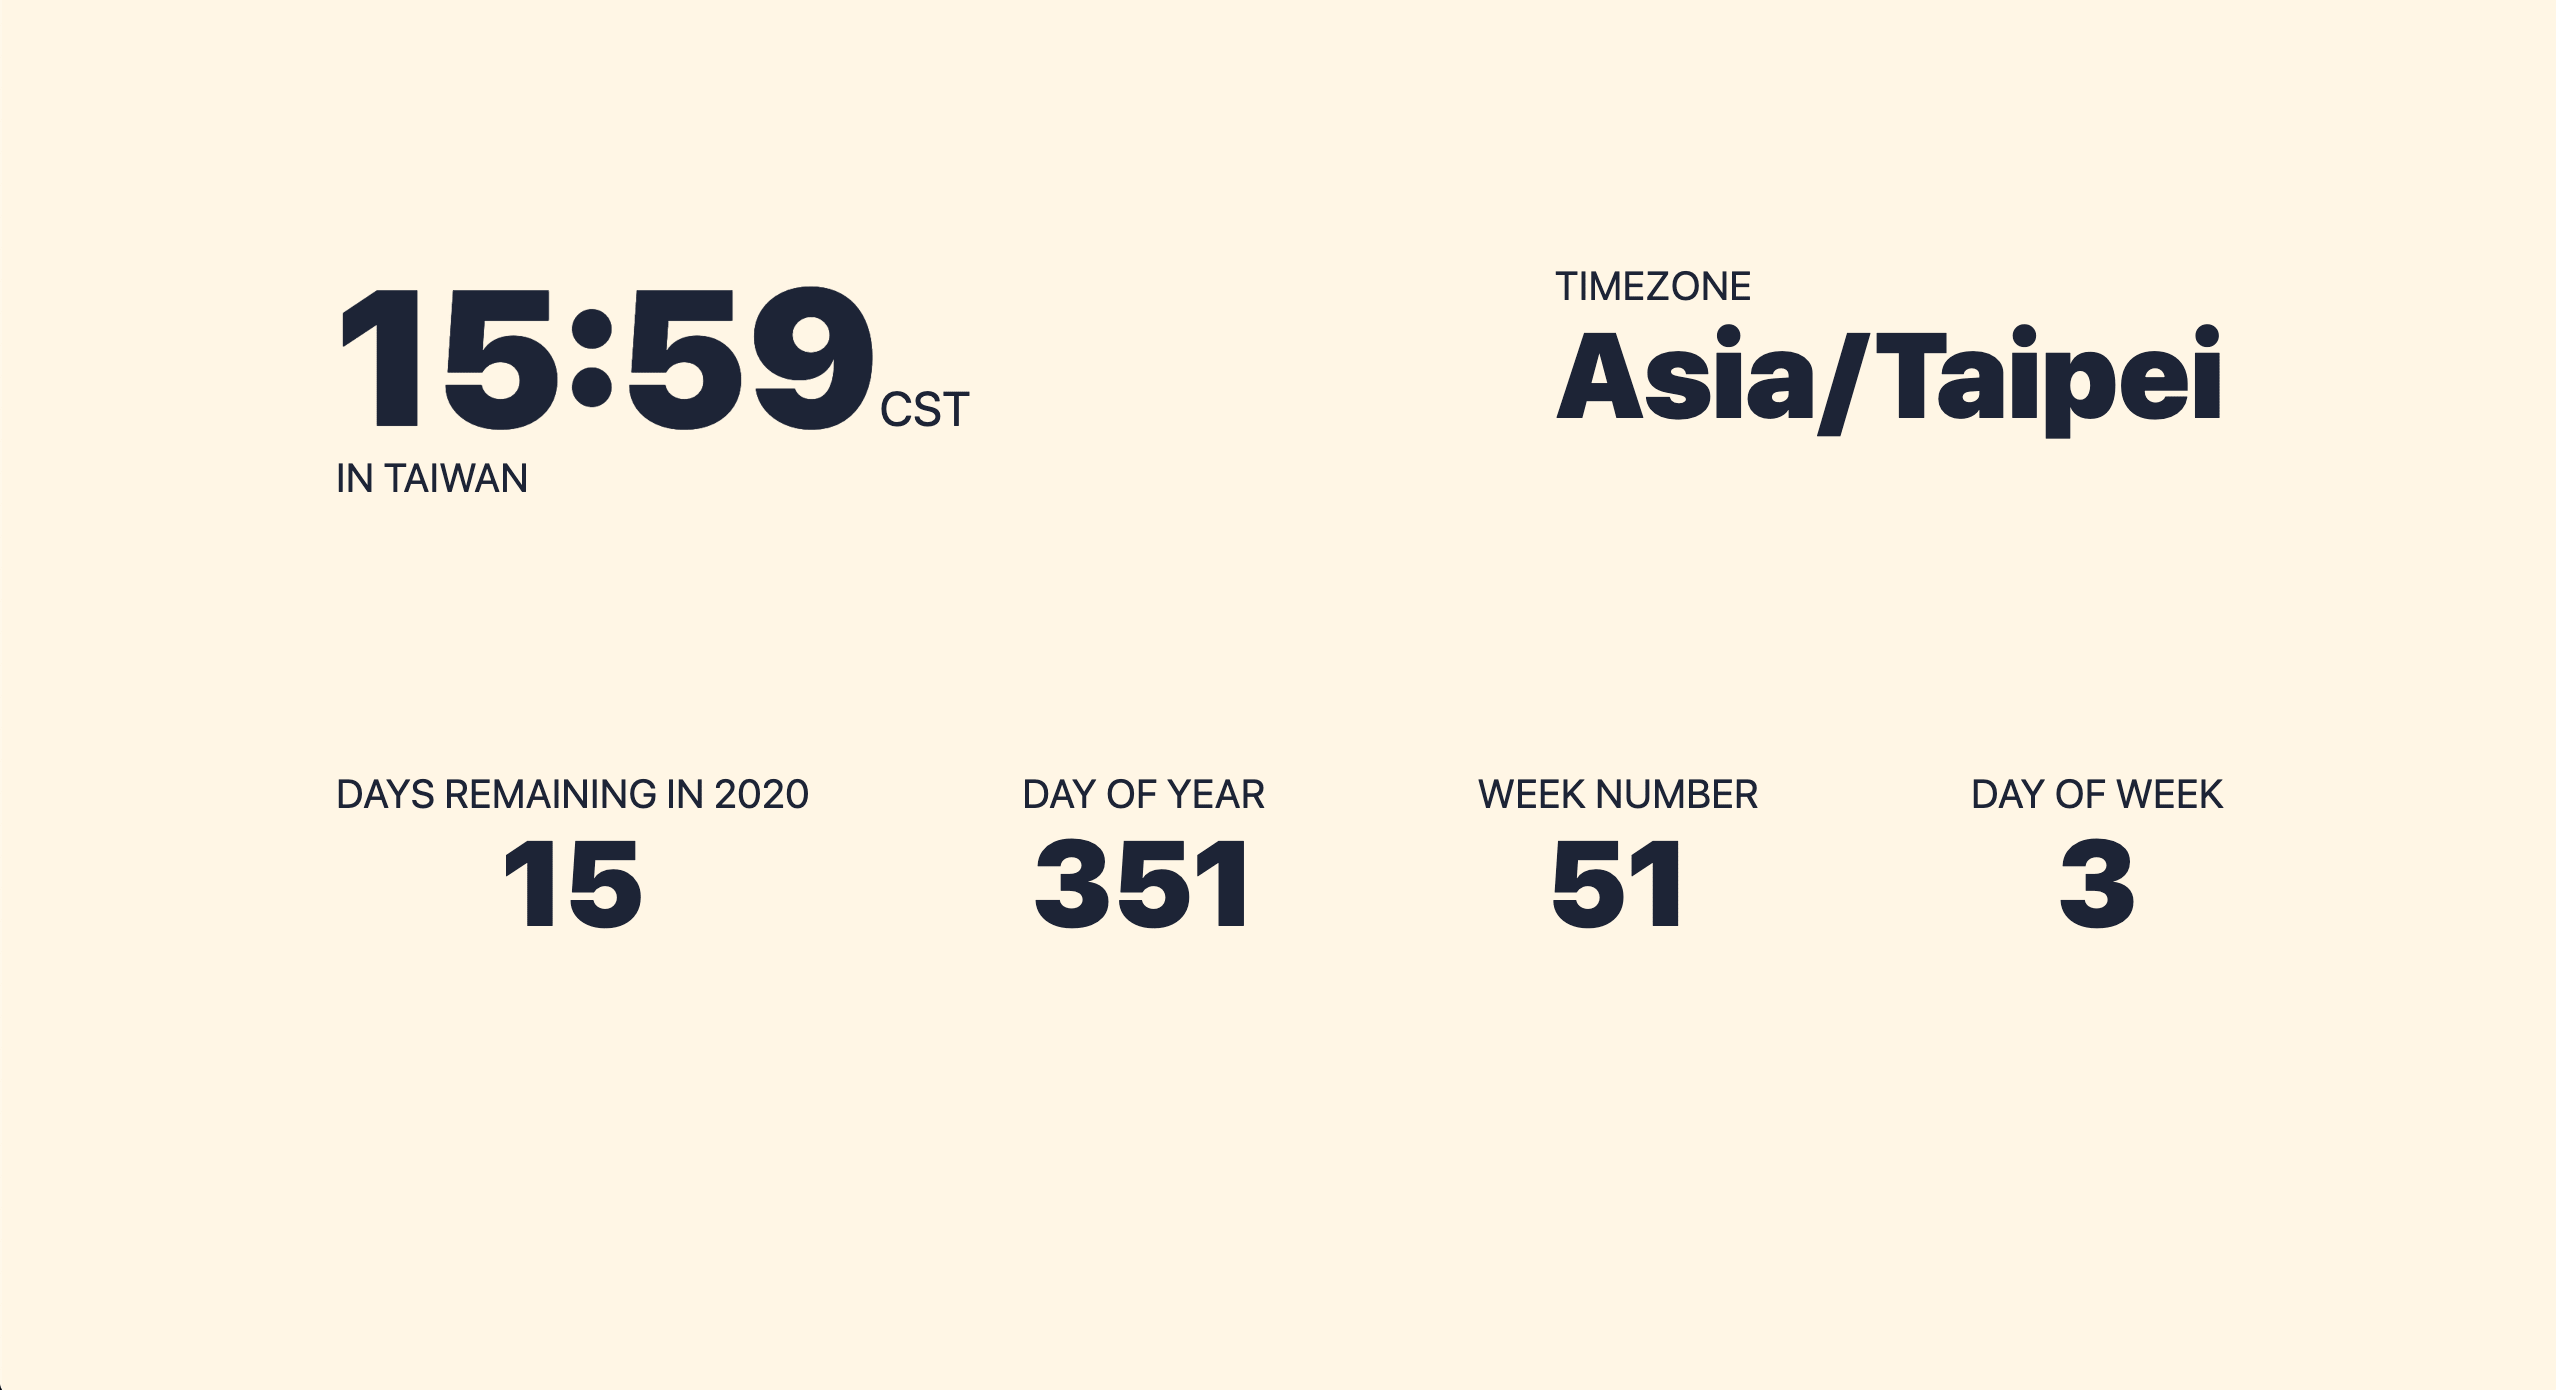 15:59 CST
IN TAIWAN
TIMEZONE
Asia/Taipei
DAYS REMAINING IN 2020
15
DAY OF YEAR
351
WEEK NUMBER
51
DAY OF WEEK
3